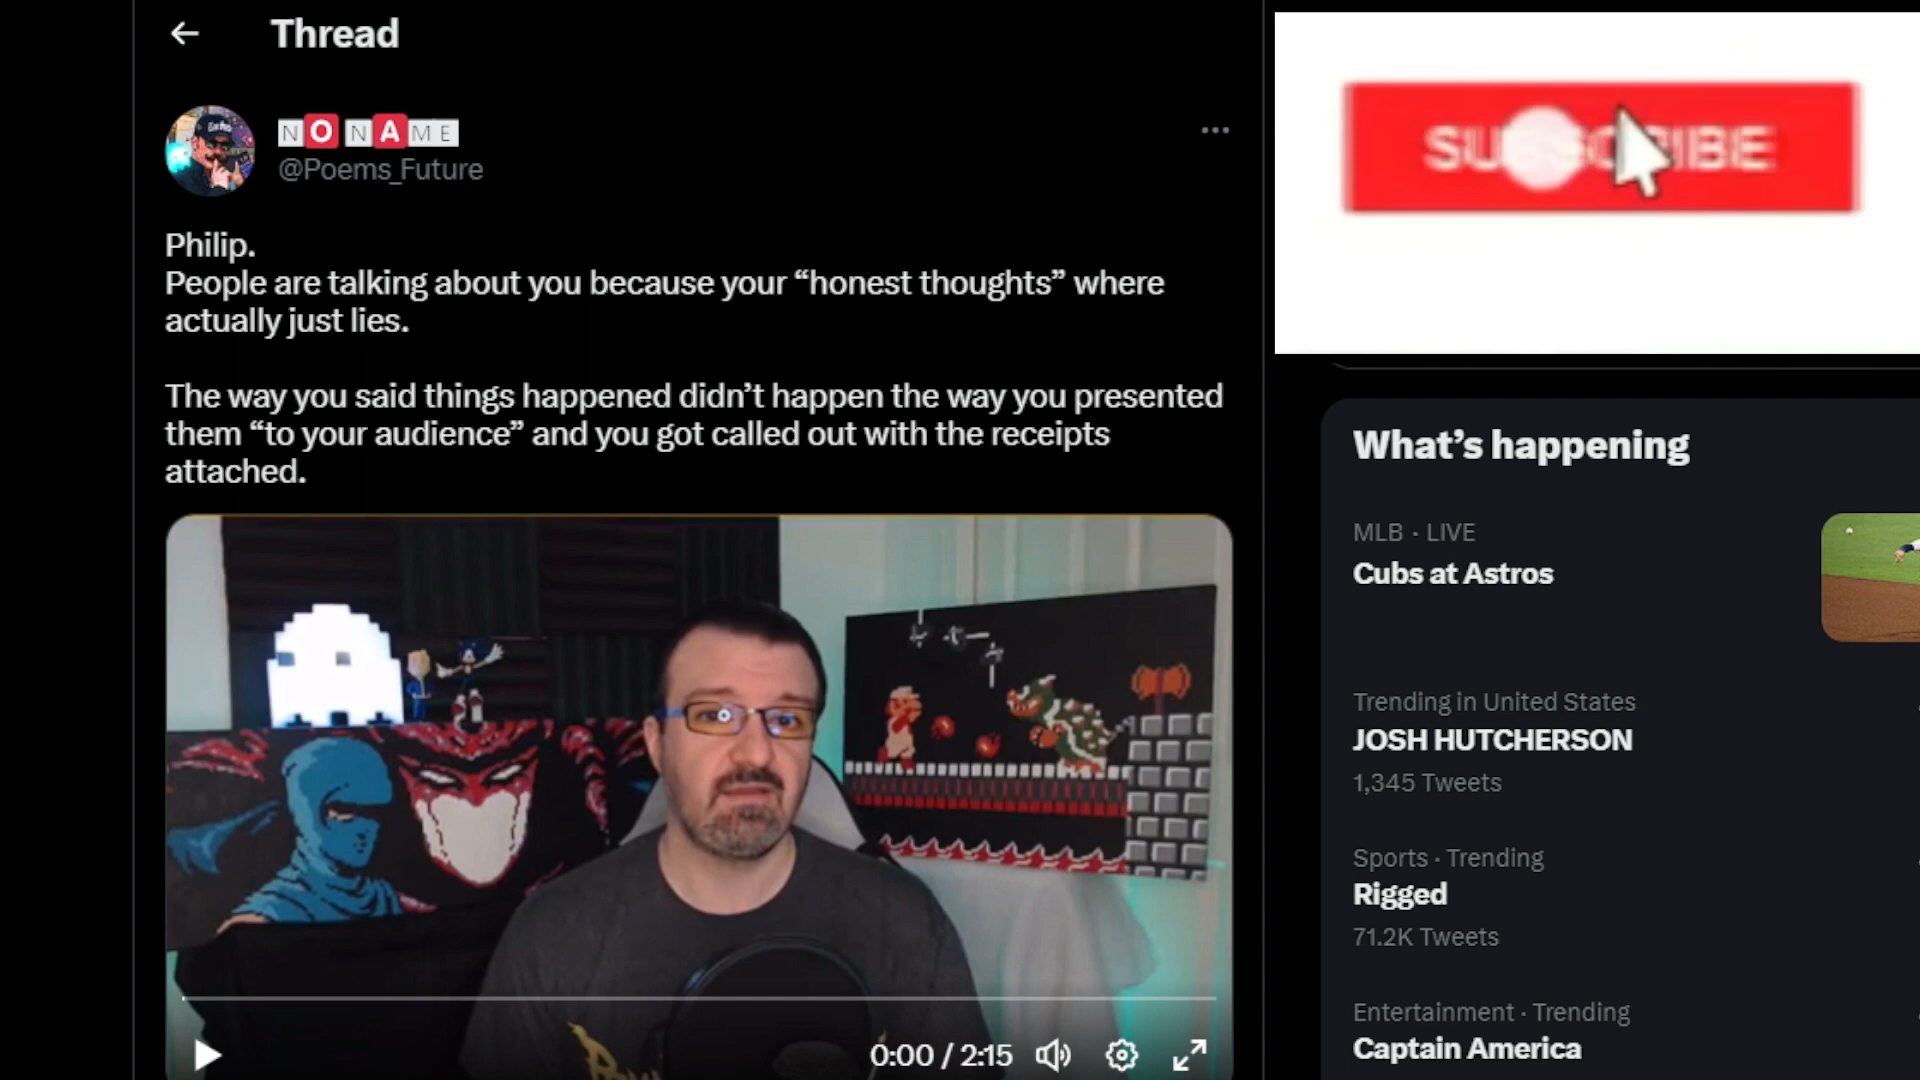 Thread
NO NAME
@Poems_Future
Philip.
People are talking about you because your “honest thoughts” where
actually just lies.
The way you said things happened didn’t happen the way you presented
them “to your audience” and you got called out with the receipts
attached.
0:00 / 2:15
SUBSCRIBE
What’s happening
MLB · LIVE
Cubs at Astros
Trending in United States
JOSH HUTCHERSON
1,345 Tweets
Sports · Trending
Rigged
71.2K Tweets
Entertainment · Trending
Captain America